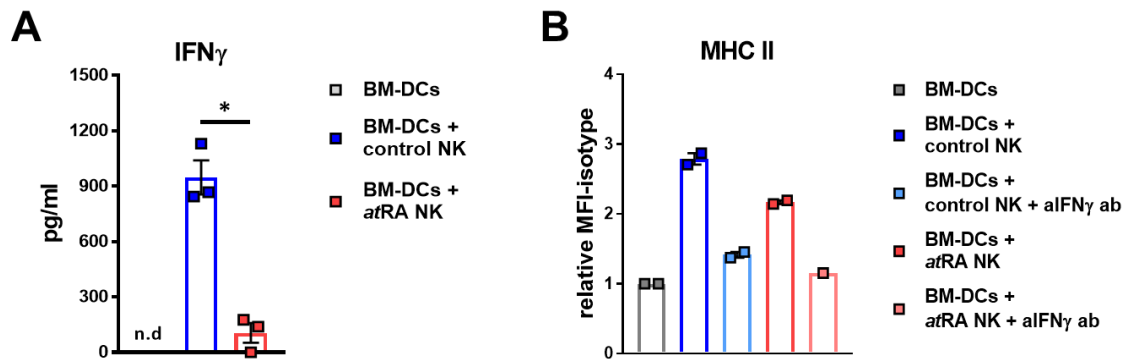 A
IFNγ
pg/ml
1500
1200
900
600
300
0
n.d
*
BM-DCs
BM-DCs +
control NK
BM-DCs +
atRA NK
B
MHC II
relative MFI-isotype
4
3
2
1
0
BM-DCs
BM-DCs +
control NK
BM-DCs +
control NK + aIFNγ ab
BM-DCs +
atRA NK
BM-DCs +
atRA NK + aIFNγ ab